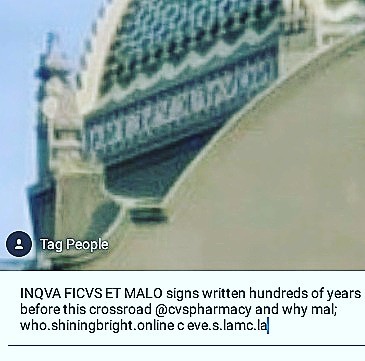 Tag People
INQVA FICVS ET MALO signs written hundreds of years
before this crossroad @cvspharmacy and why mal;
who.shiningbright.online c eve.s.lamc.la